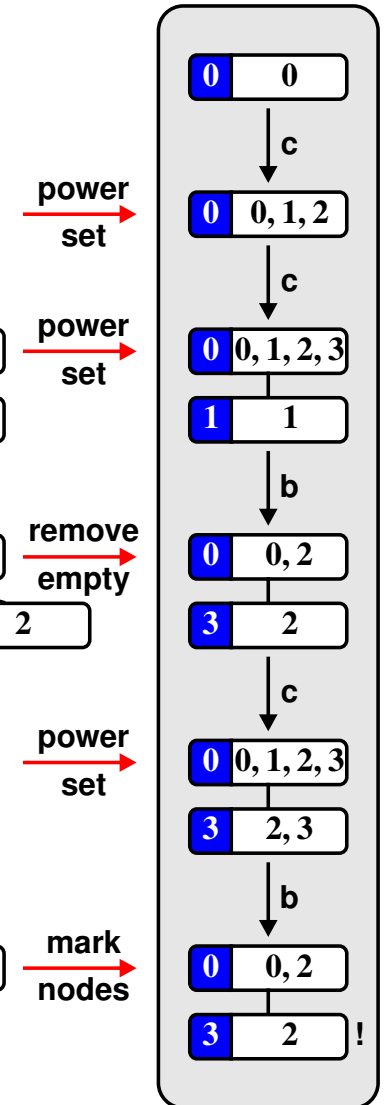 0 0
c
power
set
0 0, 1, 2
c
power
set
0 0, 1, 2, 3
1 1
b
remove
empty
0 0, 2
2
3 2
c
power
set
0 0, 1, 2, 3
3 2, 3
b
mark
nodes
0 0, 2
3 2 !